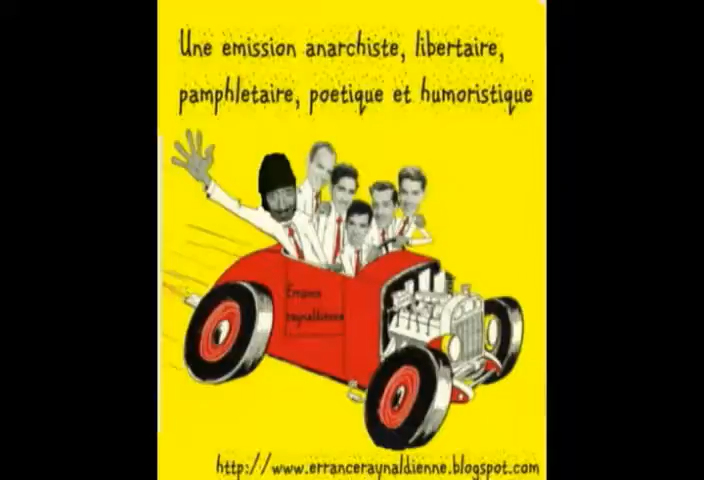 Une emission anarchiste, libertaire,
pamphletaire, poetique et humoristique
Errance
raynaldienne
http://www.erranceraynaldienne.blogspot.com